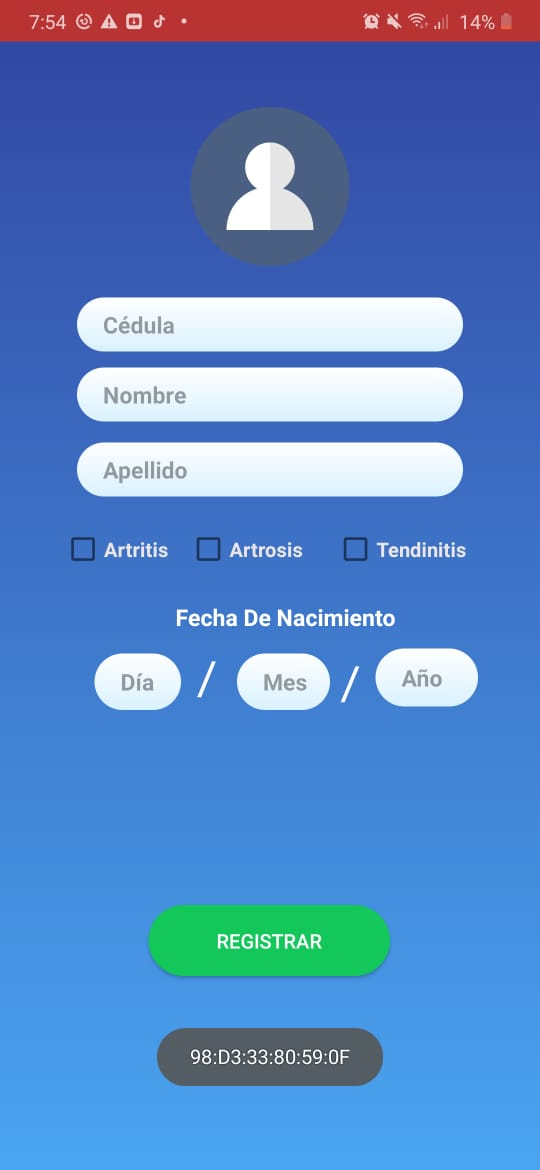 7:54 14%
Cédula
Nombre
Apellido
Artritis Artrosis Tendinitis
Fecha De Nacimiento
Día / Mes / Año
REGISTRAR
98:D3:33:80:59:0F